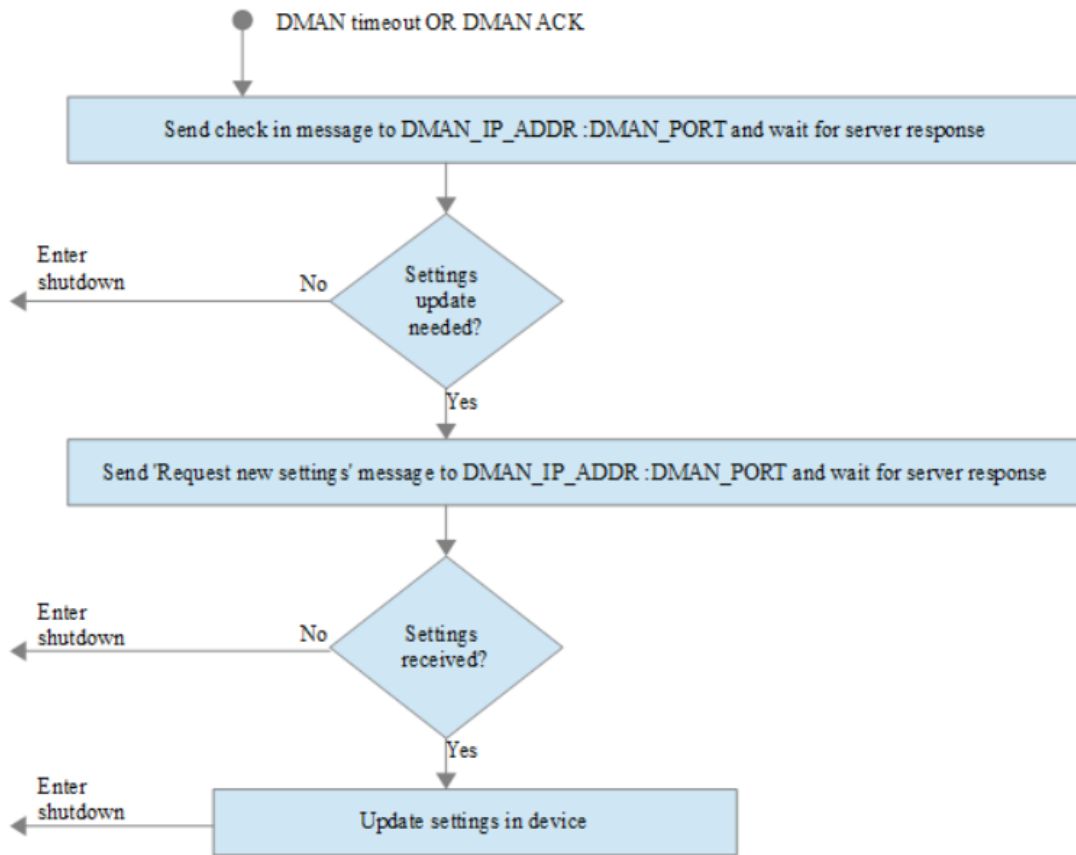 DMAN timeout OR DMAN ACK
Send check in message to DMAN_IP_ADDR :DMAN_PORT and wait for server response
Enter
shutdown
No
Settings
update
needed?
Yes
Send 'Request new settings' message to DMAN_IP_ADDR :DMAN_PORT and wait for server response
Enter
shutdown
No
Settings
received?
Yes
Enter
shutdown
Update settings in device